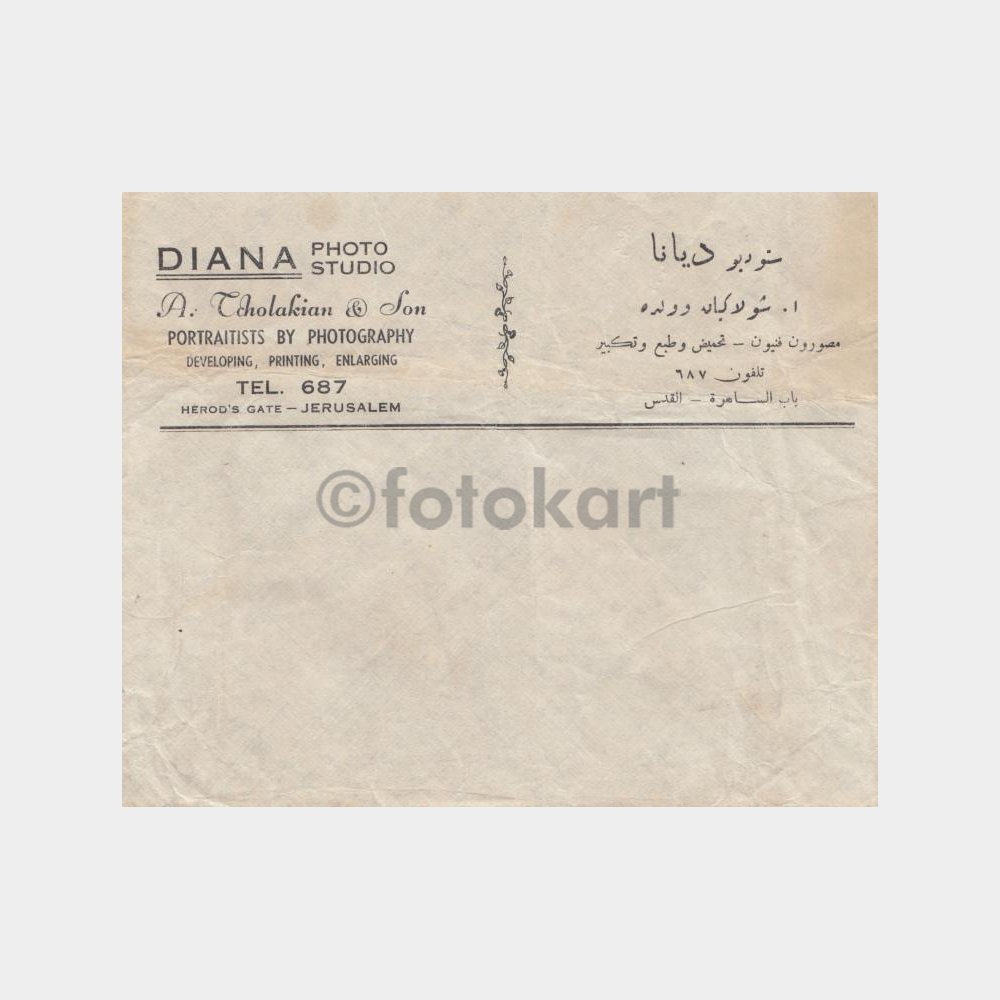 DIANA PHOTO STUDIO
A. Tcholakian & Son
PORTRAITISTS BY PHOTOGRAPHY
DEVELOPING, PRINTING, ENLARGING
TEL. 687
HEROD'S GATE – JERUSALEM
ستوديو ديانا
ا. شولاكيان وولده
مصورون فنيون – تحميض وطبع وتكبير
تلفون ٦٨٧
باب الساهرة – القدس
©fotokart